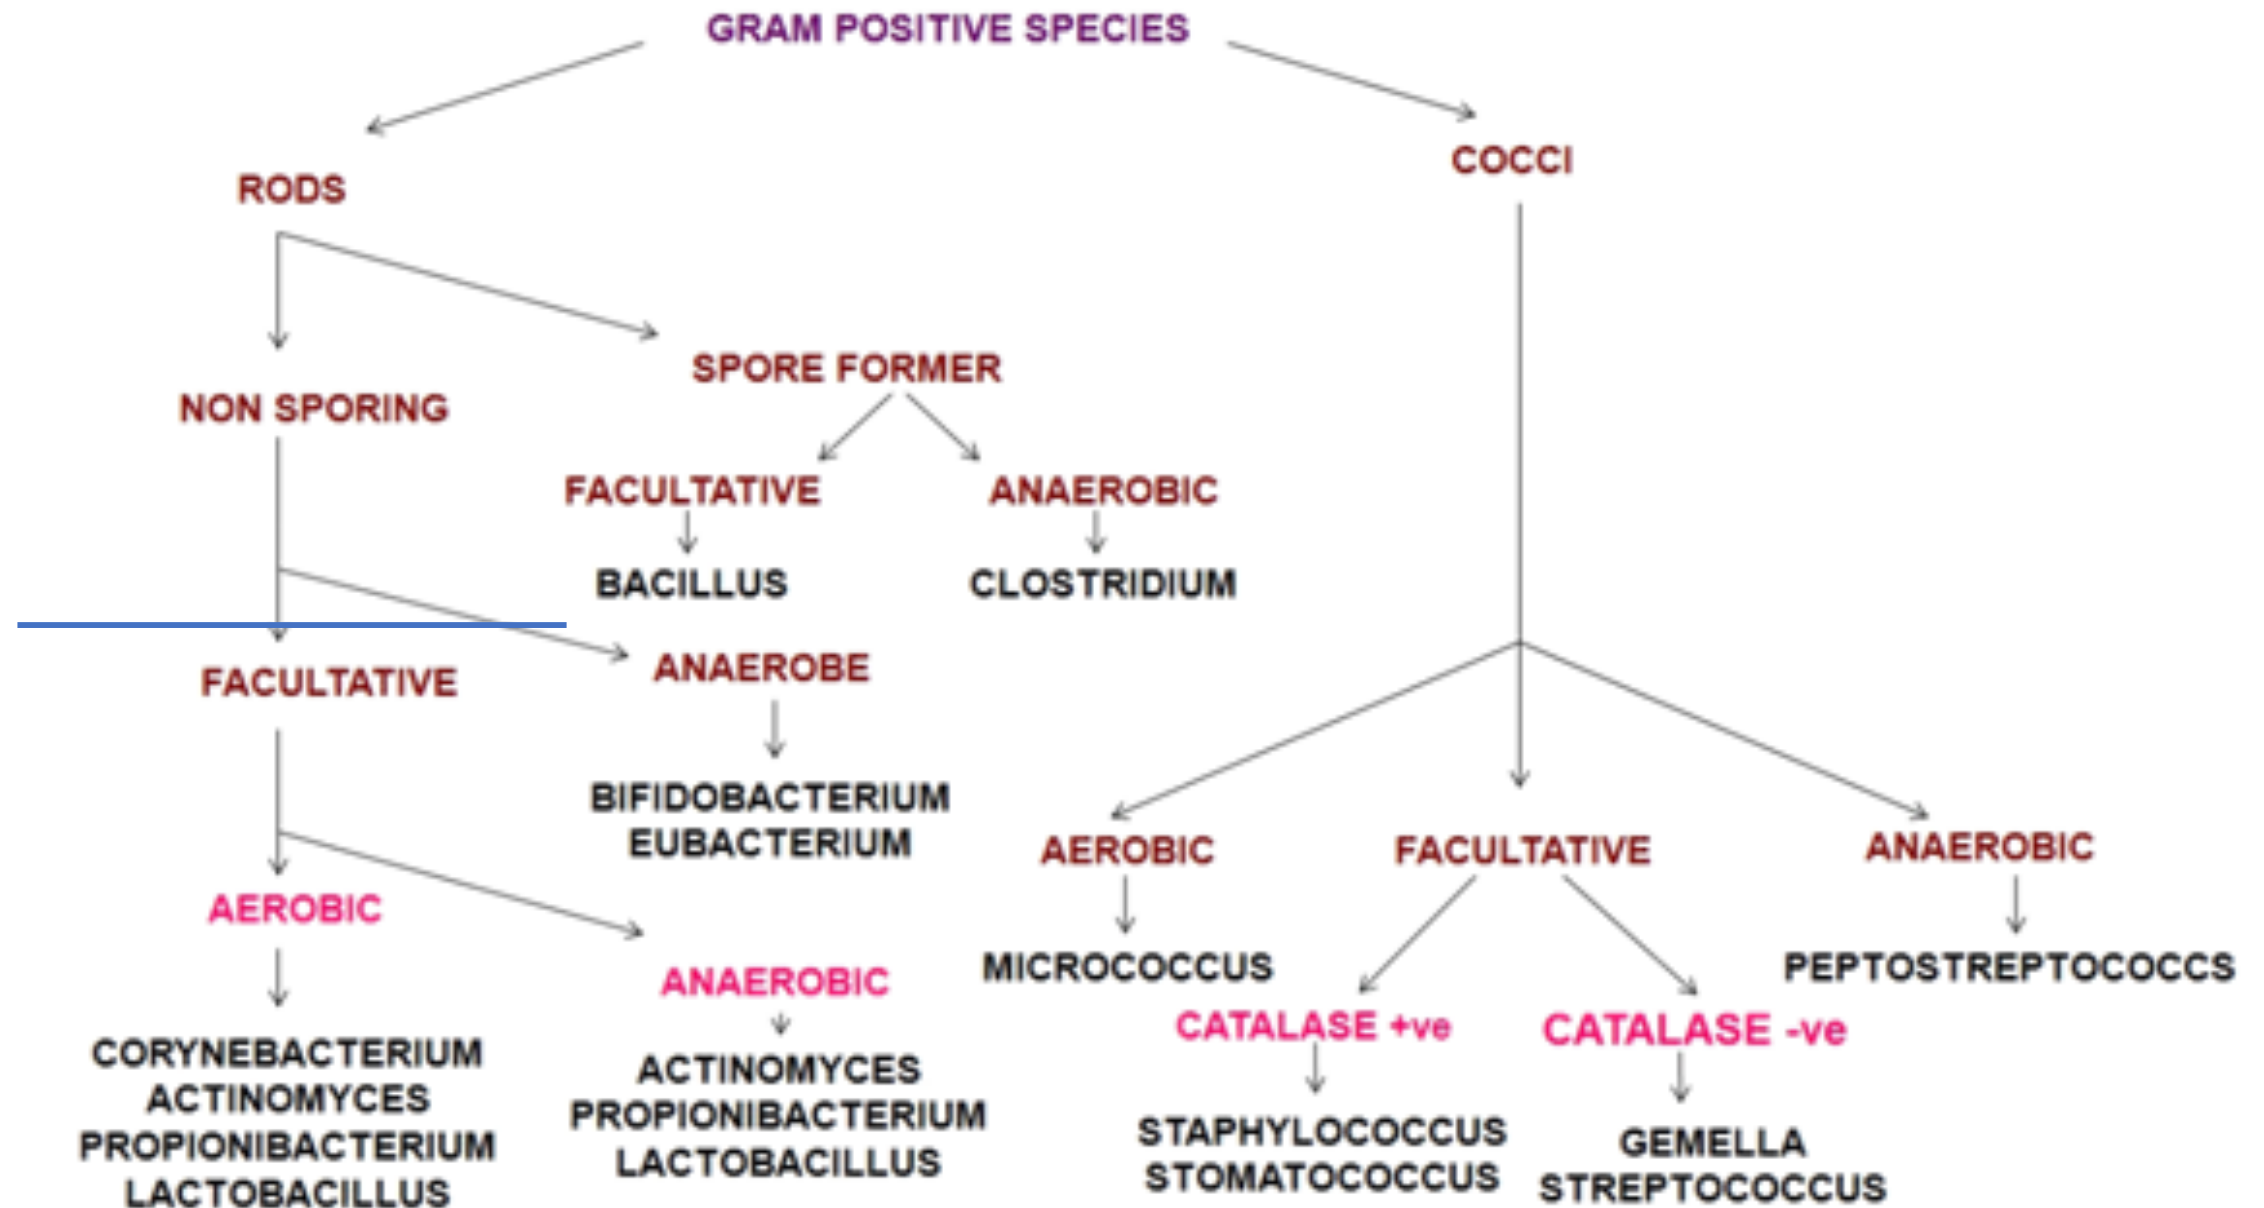 GRAM POSITIVE SPECIES
COCCI
RODS
SPORE FORMER
NON SPORING
FACULTATIVE
ANAEROBIC
BACILLUS
CLOSTRIDIUM
ANAEROBE
FACULTATIVE
BIFIDOBACTERIUM
EUBACTERIUM
AEROBIC
FACULTATIVE
ANAEROBIC
AEROBIC
MICROCOCCUS
PEPTOSTREPTOCOCCS
ANAEROBIC
CATALASE +ve
CATALASE -ve
CORYNEBACTERIUM
ACTINOMYCES
PROPIONIBACTERIUM
LACTOBACILLUS
ACTINOMYCES
PROPIONIBACTERIUM
LACTOBACILLUS
STAPHYLOCOCCUS
STOMATOCOCCUS
GEMELLA
STREPTOCOCCUS